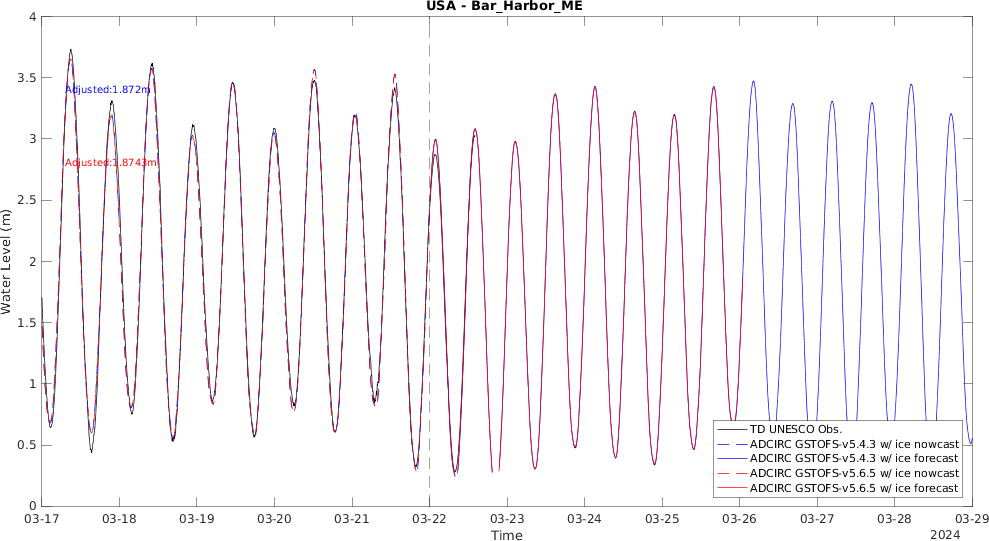 USA - Bar_Harbor_ME
4
3.5
3
2.5
2
1.5
1
0.5
0
Water Level (m)
Adjusted:1.872m
Adjusted:1.8743m
TD UNESCO Obs.
ADCIRC GSTOFS-v5.4.3 w/ ice nowcast
ADCIRC GSTOFS-v5.4.3 w/ ice forecast
ADCIRC GSTOFS-v5.6.5 w/ ice nowcast
ADCIRC GSTOFS-v5.6.5 w/ ice forecast
03-17 03-18 03-19 03-20 03-21 03-22 03-23 03-24 03-25 03-26 03-27 03-28 03-29
Time
2024